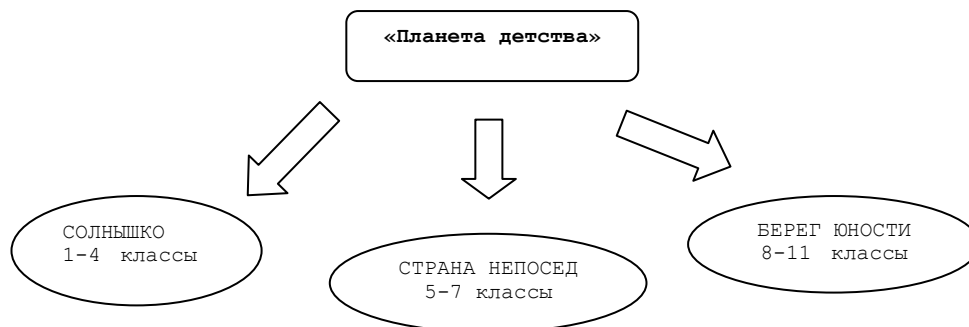 «Планета детства»
СОЛНЫШКО
1-4 классы
СТРАНА НЕПОСЕД
5-7 классы
БЕРЕГ ЮНОСТИ
8-11 классы